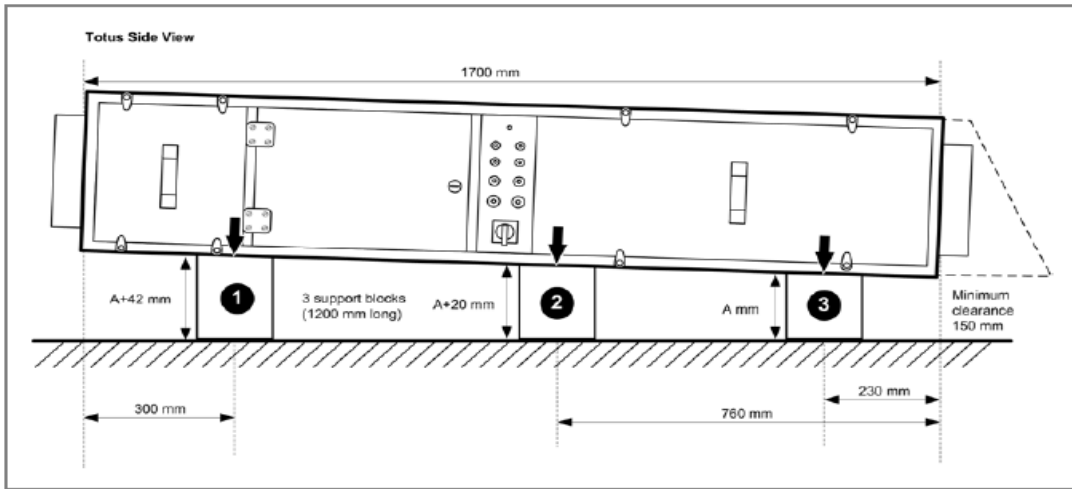 Totus Side View
1700 mm
A+42 mm
1
3 support blocks
(1200 mm long)
A+20 mm
2
A mm
3
Minimum
clearance
150 mm
300 mm
230 mm
760 mm